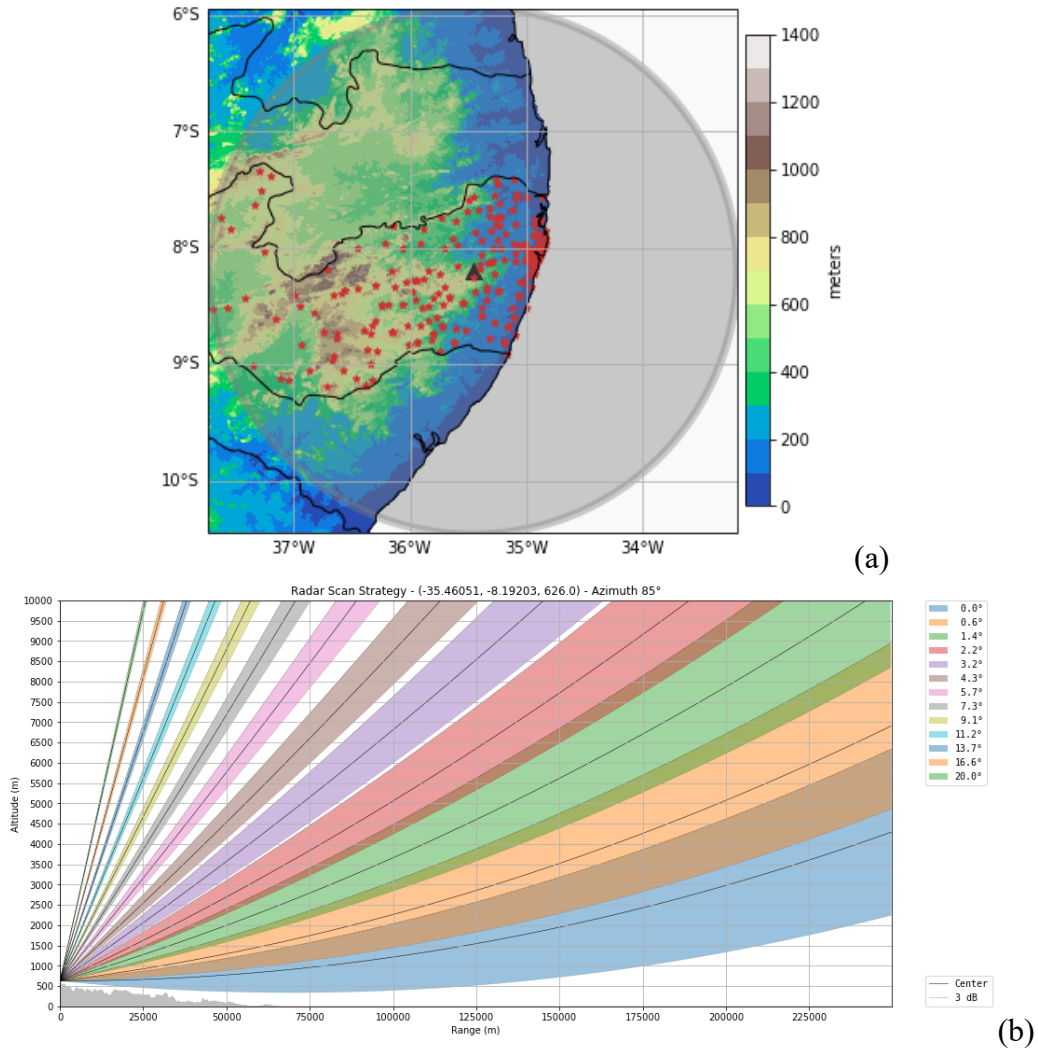 6°S
7°S
8°S
9°S
10°S
37°W 36°W 35°W 34°W
1400
1200
1000
800
600
400
200
0
meters
(a)
Radar Scan Strategy - (-35.46051, -8.19203, 626.0) - Azimuth 85°
10000
9500
9000
8500
8000
7500
7000
6500
6000
5500
5000
4500
4000
3500
3000
2500
2000
1500
1000
500
0
Altitude (m)
0 25000 50000 75000 100000 125000 150000 175000 200000 225000
Range (m)
0.0°
0.6°
1.4°
2.2°
3.2°
4.3°
5.7°
7.3°
9.1°
11.2°
13.7°
16.6°
20.0°
Center
3 dB
(b)